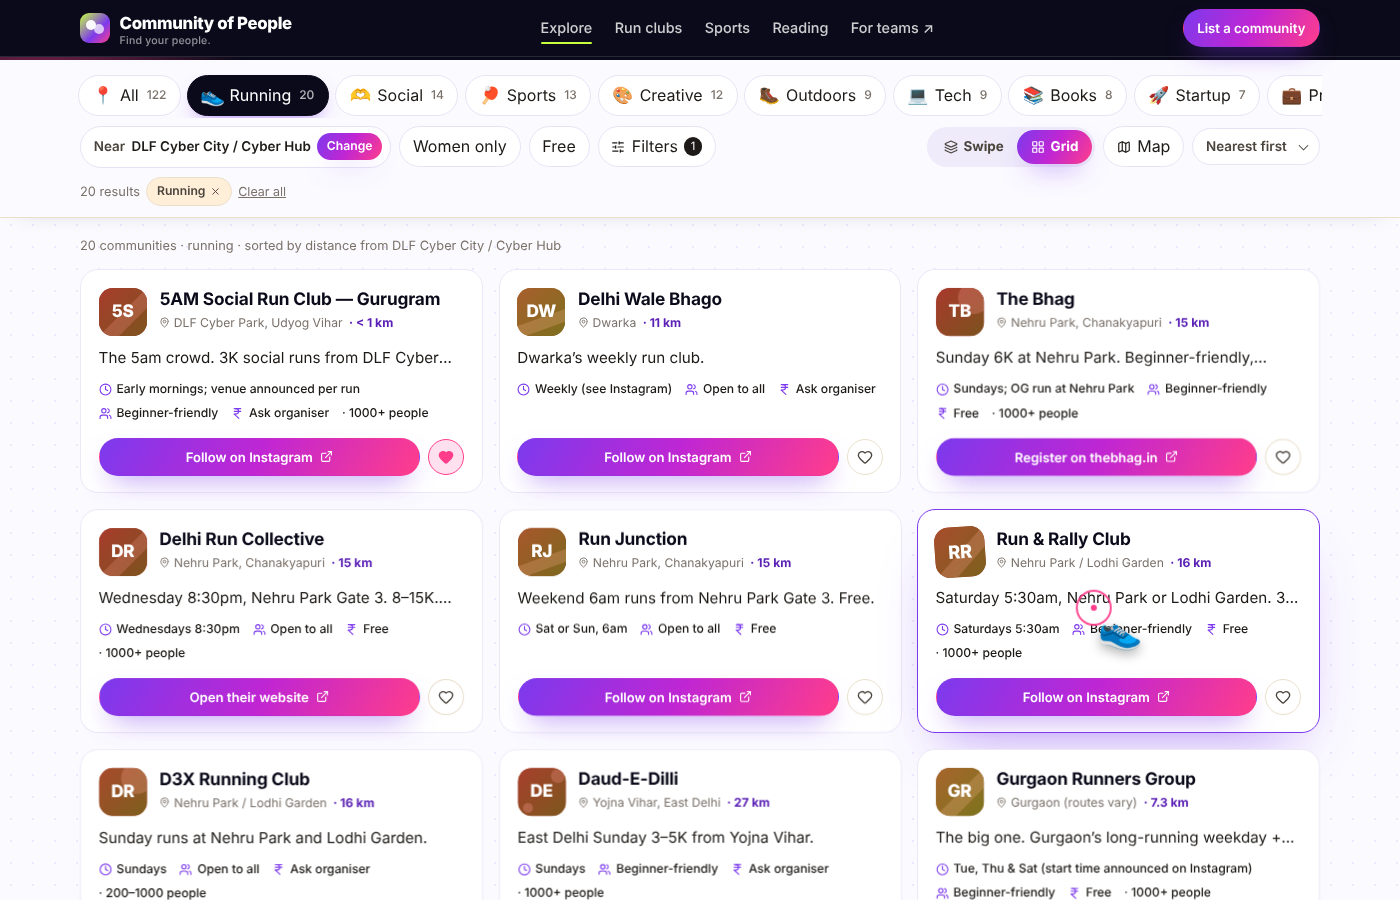 Community of People
Find your people.
Explore
Run clubs
Sports
Reading
For teams ↗
List a community
All 122
Running 20
Social 14
Sports 13
Creative 12
Outdoors 9
Tech 9
Books 8
Startup 7
Pr
Near DLF Cyber City / Cyber Hub Change
Women only
Free
Filters 1
Swipe
Grid
Map
Nearest first
20 results
Running ×
Clear all
20 communities · running · sorted by distance from DLF Cyber City / Cyber Hub
5S
5AM Social Run Club — Gurugram
DLF Cyber Park, Udyog Vihar · < 1 km
The 5am crowd. 3K social runs from DLF Cyber…
Early mornings; venue announced per run
Beginner-friendly ₹ Ask organiser · 1000+ people
Follow on Instagram
DW
Delhi Wale Bhago
Dwarka · 11 km
Dwarka’s weekly run club.
Weekly (see Instagram) Open to all ₹ Ask organiser
Follow on Instagram
TB
The Bhag
Nehru Park, Chanakyapuri · 15 km
Sunday 6K at Nehru Park. Beginner-friendly,…
Sundays; OG run at Nehru Park Beginner-friendly
₹ Free · 1000+ people
Register on thebhag.in
DR
Delhi Run Collective
Nehru Park, Chanakyapuri · 15 km
Wednesday 8:30pm, Nehru Park Gate 3. 8–15K.…
Wednesdays 8:30pm Open to all ₹ Free
· 1000+ people
Open their website
RJ
Run Junction
Nehru Park, Chanakyapuri · 15 km
Weekend 6am runs from Nehru Park Gate 3. Free.
Sat or Sun, 6am Open to all ₹ Free
Follow on Instagram
RR
Run & Rally Club
Nehru Park / Lodhi Garden · 16 km
Saturday 5:30am, Nehru Park or Lodhi Garden. 3…
Saturdays 5:30am Beginner-friendly ₹ Free
· 1000+ people
Follow on Instagram
DR
D3X Running Club
Nehru Park / Lodhi Garden · 16 km
Sunday runs at Nehru Park and Lodhi Garden.
Sundays Open to all ₹ Ask organiser
· 200–1000 people
DE
Daud-E-Dilli
Yojna Vihar, East Delhi · 27 km
East Delhi Sunday 3–5K from Yojna Vihar.
Sundays Beginner-friendly ₹ Ask organiser
· 1000+ people
GR
Gurgaon Runners Group
Gurgaon (routes vary) · 7.3 km
The big one. Gurgaon’s long-running weekday +…
Tue, Thu & Sat (start time announced on Instagram)
Beginner-friendly ₹ Free · 1000+ people